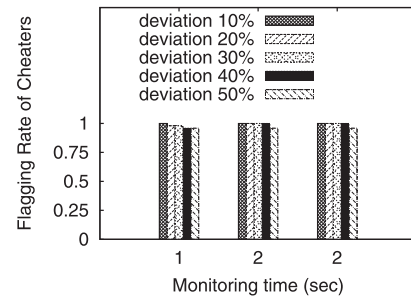 deviation 10%
deviation 20%
deviation 30%
deviation 40%
deviation 50%
Flagging Rate of Cheaters
1
0.75
0.5
0.25
0
1 2 2
Monitoring time (sec)